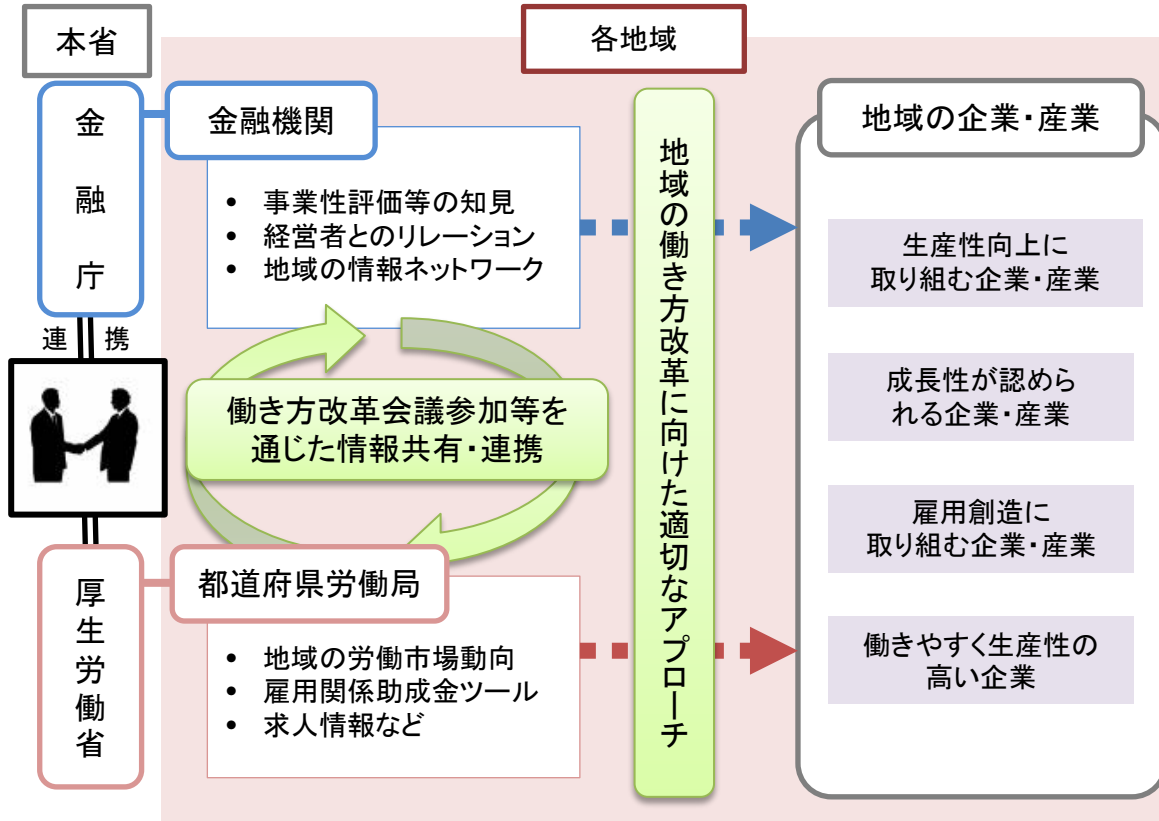 本省
各地域
金融庁
連携
厚生労働省
金融機関
• 事業性評価等の知見
• 経営者とのリレーション
• 地域の情報ネットワーク
働き方改革会議参加等を
通じた情報共有・連携
都道府県労働局
• 地域の労働市場動向
• 雇用関係助成金ツール
• 求人情報など
地域の働き方改革に向けた適切なアプローチ
地域の企業・産業
生産性向上に
取り組む企業・産業
成長性が認めら
れる企業・産業
雇用創造に
取り組む企業・産業
働きやすく生産性の
高い企業